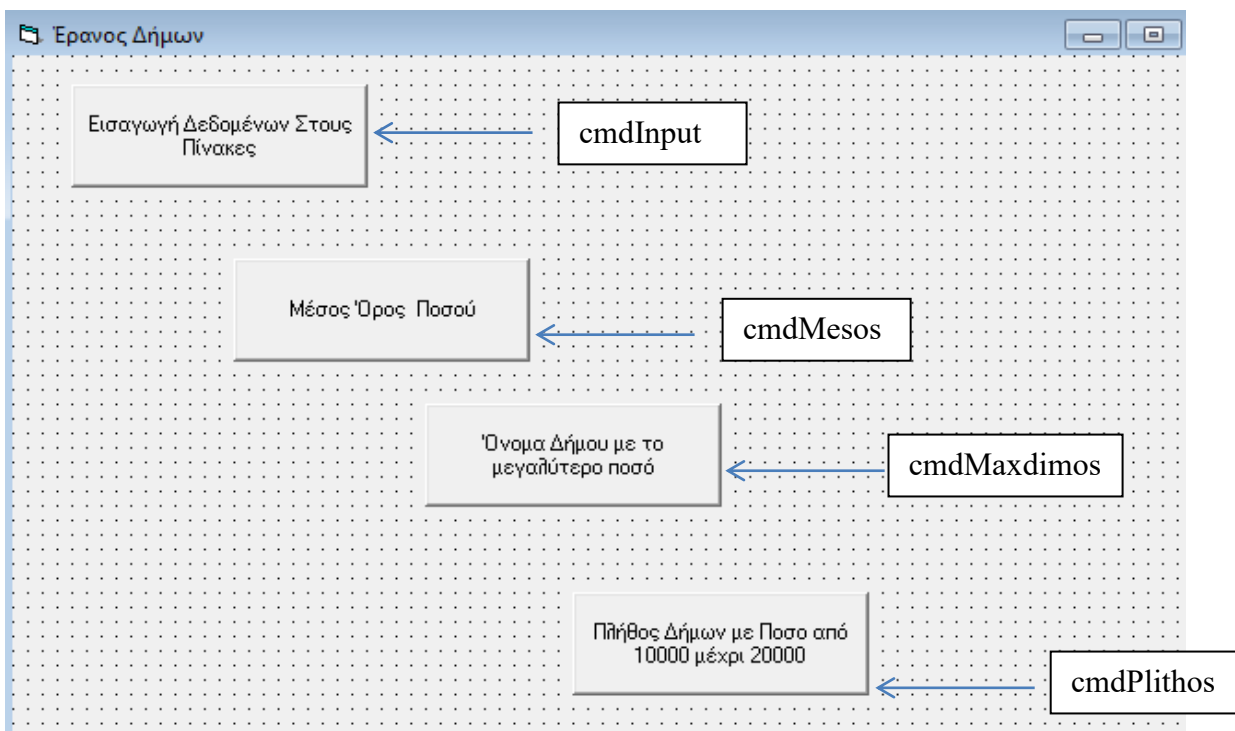 Έρανος Δήμων
Εισαγωγή Δεδομένων Στους
Πίνακες
cmdInput
Μέσος Όρος Ποσού
cmdMesos
Όνομα Δήμου με το
μεγαλύτερο ποσό
cmdMaxdimos
Πλήθος Δήμων με Ποσο από
10000 μέχρι 20000
cmdPlithos